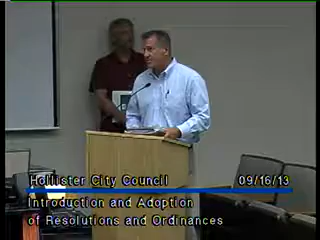 Hollister City Council 09/16/13
Introduction and Adoption
of Resolutions and Ordinances